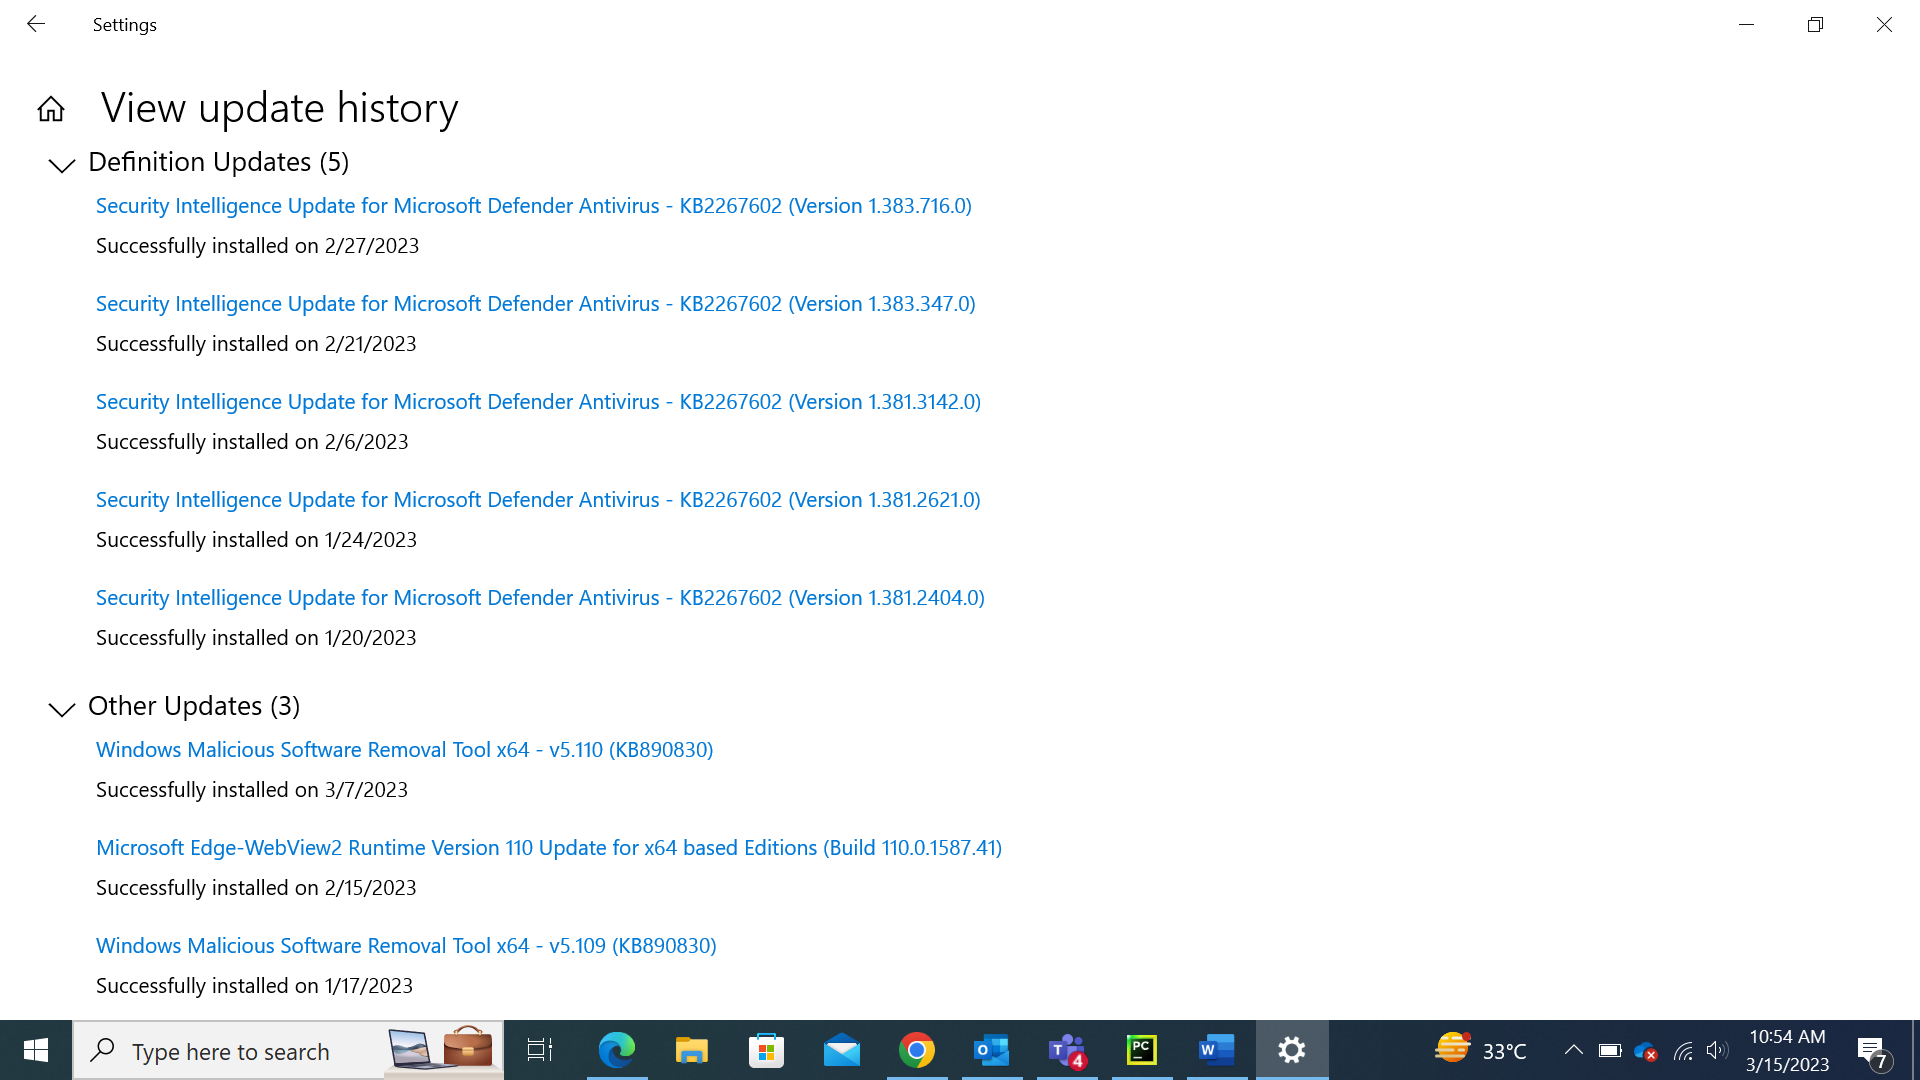 Settings
View update history
Definition Updates (5)
Security Intelligence Update for Microsoft Defender Antivirus - KB2267602 (Version 1.383.716.0)
Successfully installed on 2/27/2023
Security Intelligence Update for Microsoft Defender Antivirus - KB2267602 (Version 1.383.347.0)
Successfully installed on 2/21/2023
Security Intelligence Update for Microsoft Defender Antivirus - KB2267602 (Version 1.381.3142.0)
Successfully installed on 2/6/2023
Security Intelligence Update for Microsoft Defender Antivirus - KB2267602 (Version 1.381.2621.0)
Successfully installed on 1/24/2023
Security Intelligence Update for Microsoft Defender Antivirus - KB2267602 (Version 1.381.2404.0)
Successfully installed on 1/20/2023
Other Updates (3)
Windows Malicious Software Removal Tool x64 - v5.110 (KB890830)
Successfully installed on 3/7/2023
Microsoft Edge-WebView2 Runtime Version 110 Update for x64 based Editions (Build 110.0.1587.41)
Successfully installed on 2/15/2023
Windows Malicious Software Removal Tool x64 - v5.109 (KB890830)
Successfully installed on 1/17/2023
Type here to search
O
T 4
PC
W
33°C
10:54 AM
3/15/2023
7